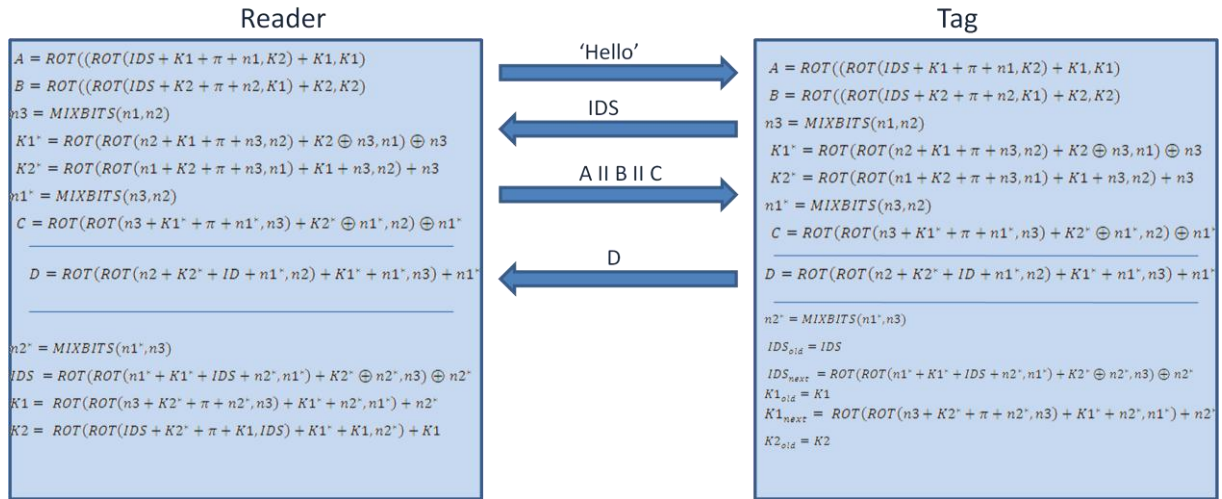 Reader
A = ROT((ROT(IDS + K1 + π + n1, K2) + K1, K1)
B = ROT((ROT(IDS + K2 + π + n2, K1) + K2, K2)
n3 = MIXBITS(n1, n2)
K1* = ROT(ROT(n2 + K1 + π + n3, n2) + K2 ⊕ n3, n1) ⊕ n3
K2* = ROT(ROT(n1 + K2 + π + n3, n1) + K1 + n3, n2) + n3
n1* = MIXBITS(n3, n2)
C = ROT(ROT(n3 + K1* + π + n1*, n3) + K2* ⊕ n1*, n2) ⊕ n1*
D = ROT(ROT(n2 + K2* + ID + n1*, n2) + K1* + n1*, n3) + n1*
n2* = MIXBITS(n1*, n3)
IDS = ROT(ROT(n1* + K1* + IDS + n2*, n1*) + K2* ⊕ n2*, n3) ⊕ n2*
K1 = ROT(ROT(n3 + K2* + π + n2*, n3) + K1* + n2*, n1*) + n2*
K2 = ROT(ROT(IDS + K2* + π + K1, IDS) + K1* + K1, n2*) + K1
'Hello'
IDS
A II B II C
D
Tag
A = ROT((ROT(IDS + K1 + π + n1, K2) + K1, K1)
B = ROT((ROT(IDS + K2 + π + n2, K1) + K2, K2)
n3 = MIXBITS(n1, n2)
K1* = ROT(ROT(n2 + K1 + π + n3, n2) + K2 ⊕ n3, n1) ⊕ n3
K2* = ROT(ROT(n1 + K2 + π + n3, n1) + K1 + n3, n2) + n3
n1* = MIXBITS(n3, n2)
C = ROT(ROT(n3 + K1* + π + n1*, n3) + K2* ⊕ n1*, n2) ⊕ n1*
D = ROT(ROT(n2 + K2* + ID + n1*, n2) + K1* + n1*, n3) + n1*
n2* = MIXBITS(n1*, n3)
IDS_old = IDS
IDS_next = ROT(ROT(n1* + K1* + IDS + n2*, n1*) + K2* ⊕ n2*, n3) ⊕ n2*
K1_old = K1
K1_next = ROT(ROT(n3 + K2* + π + n2*, n3) + K1* + n2*, n1*) + n2*
K2_old = K2